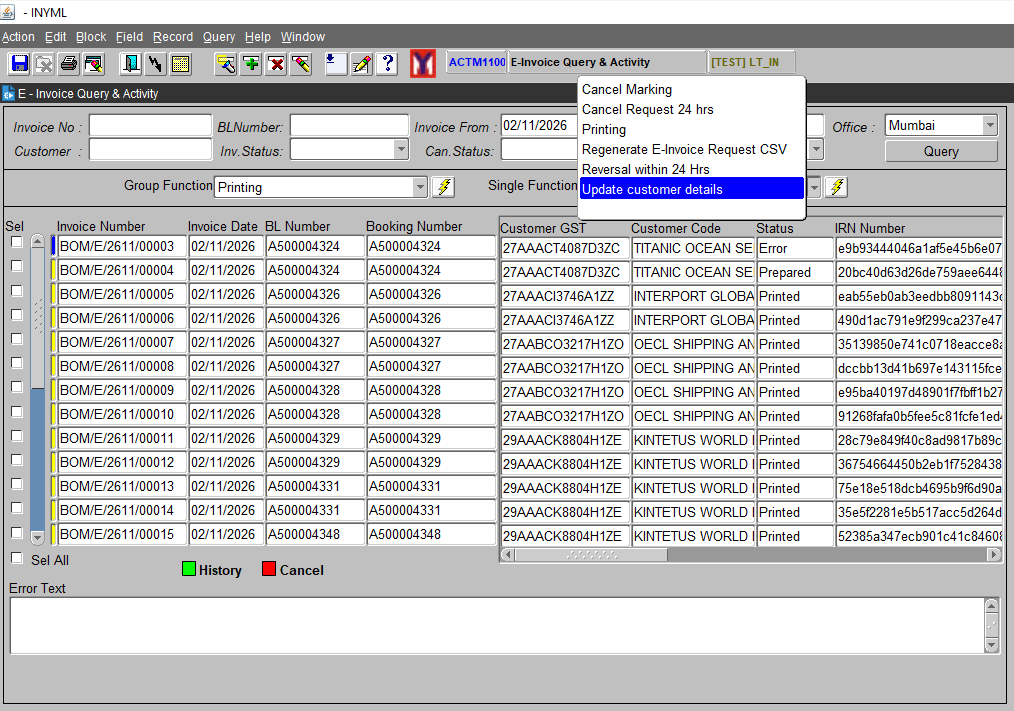 - INYML
Action Edit Block Field Record Query Help Window
ACTM1100 E-Invoice Query & Activity [TEST] LT_IN
E - Invoice Query & Activity
Cancel Marking
Cancel Request 24 hrs
Printing
Regenerate E-Invoice Request CSV
Reversal within 24 Hrs
Update customer details
Invoice No : BLNumber: Invoice From : 02/11/2026 Office : Mumbai
Customer : Inv.Status: Can.Status: Query
Group Function Printing Single Function
Sel Invoice Number Invoice Date BL Number Booking Number Customer GST Customer Code Status IRN Number
BOM/E/2611/00003 02/11/2026 A500004324 A500004324 27AAACT4087D3ZC TITANIC OCEAN SE Error e9b93444046a1af5e45b6e07
BOM/E/2611/00004 02/11/2026 A500004324 A500004324 27AAACT4087D3ZC TITANIC OCEAN SE Prepared 20bc40d63d26de759aee6448
BOM/E/2611/00005 02/11/2026 A500004326 A500004326 27AAACI3746A1ZZ INTERPORT GLOBA Printed eab55eb0ab3eedbb8091143
BOM/E/2611/00006 02/11/2026 A500004326 A500004326 27AAACI3746A1ZZ INTERPORT GLOBA Printed 490d1ac791e9f299ca237e47
BOM/E/2611/00007 02/11/2026 A500004327 A500004327 27AABCO3217H1ZO OECL SHIPPING AN Printed 35139850e741c0718eacce8
BOM/E/2611/00008 02/11/2026 A500004327 A500004327 27AABCO3217H1ZO OECL SHIPPING AN Printed dccbb13d41b697e143115fce
BOM/E/2611/00009 02/11/2026 A500004328 A500004328 27AABCO3217H1ZO OECL SHIPPING AN Printed e95ba40197d48901f7fbff1b27
BOM/E/2611/00010 02/11/2026 A500004328 A500004328 27AABCO3217H1ZO OECL SHIPPING AN Printed 91268fafa0b5fee5c81fcfe1ed
BOM/E/2611/00011 02/11/2026 A500004329 A500004329 29AAACK8804H1ZE KINTETUS WORLD Printed 28c79e849f40c8ad9817b89c
BOM/E/2611/00012 02/11/2026 A500004329 A500004329 29AAACK8804H1ZE KINTETUS WORLD Printed 36754664450b2eb1f7528438
BOM/E/2611/00013 02/11/2026 A500004331 A500004331 29AAACK8804H1ZE KINTETUS WORLD Printed 75e18e518dcb4695b9f6d90a
BOM/E/2611/00014 02/11/2026 A500004331 A500004331 29AAACK8804H1ZE KINTETUS WORLD Printed 35e5f2281e5b517acc5d264d
BOM/E/2611/00015 02/11/2026 A500004348 A500004348 29AAACK8804H1ZE KINTETUS WORLD Printed 52385a347ecb901c41c84608
Sel All
History Cancel
Error Text